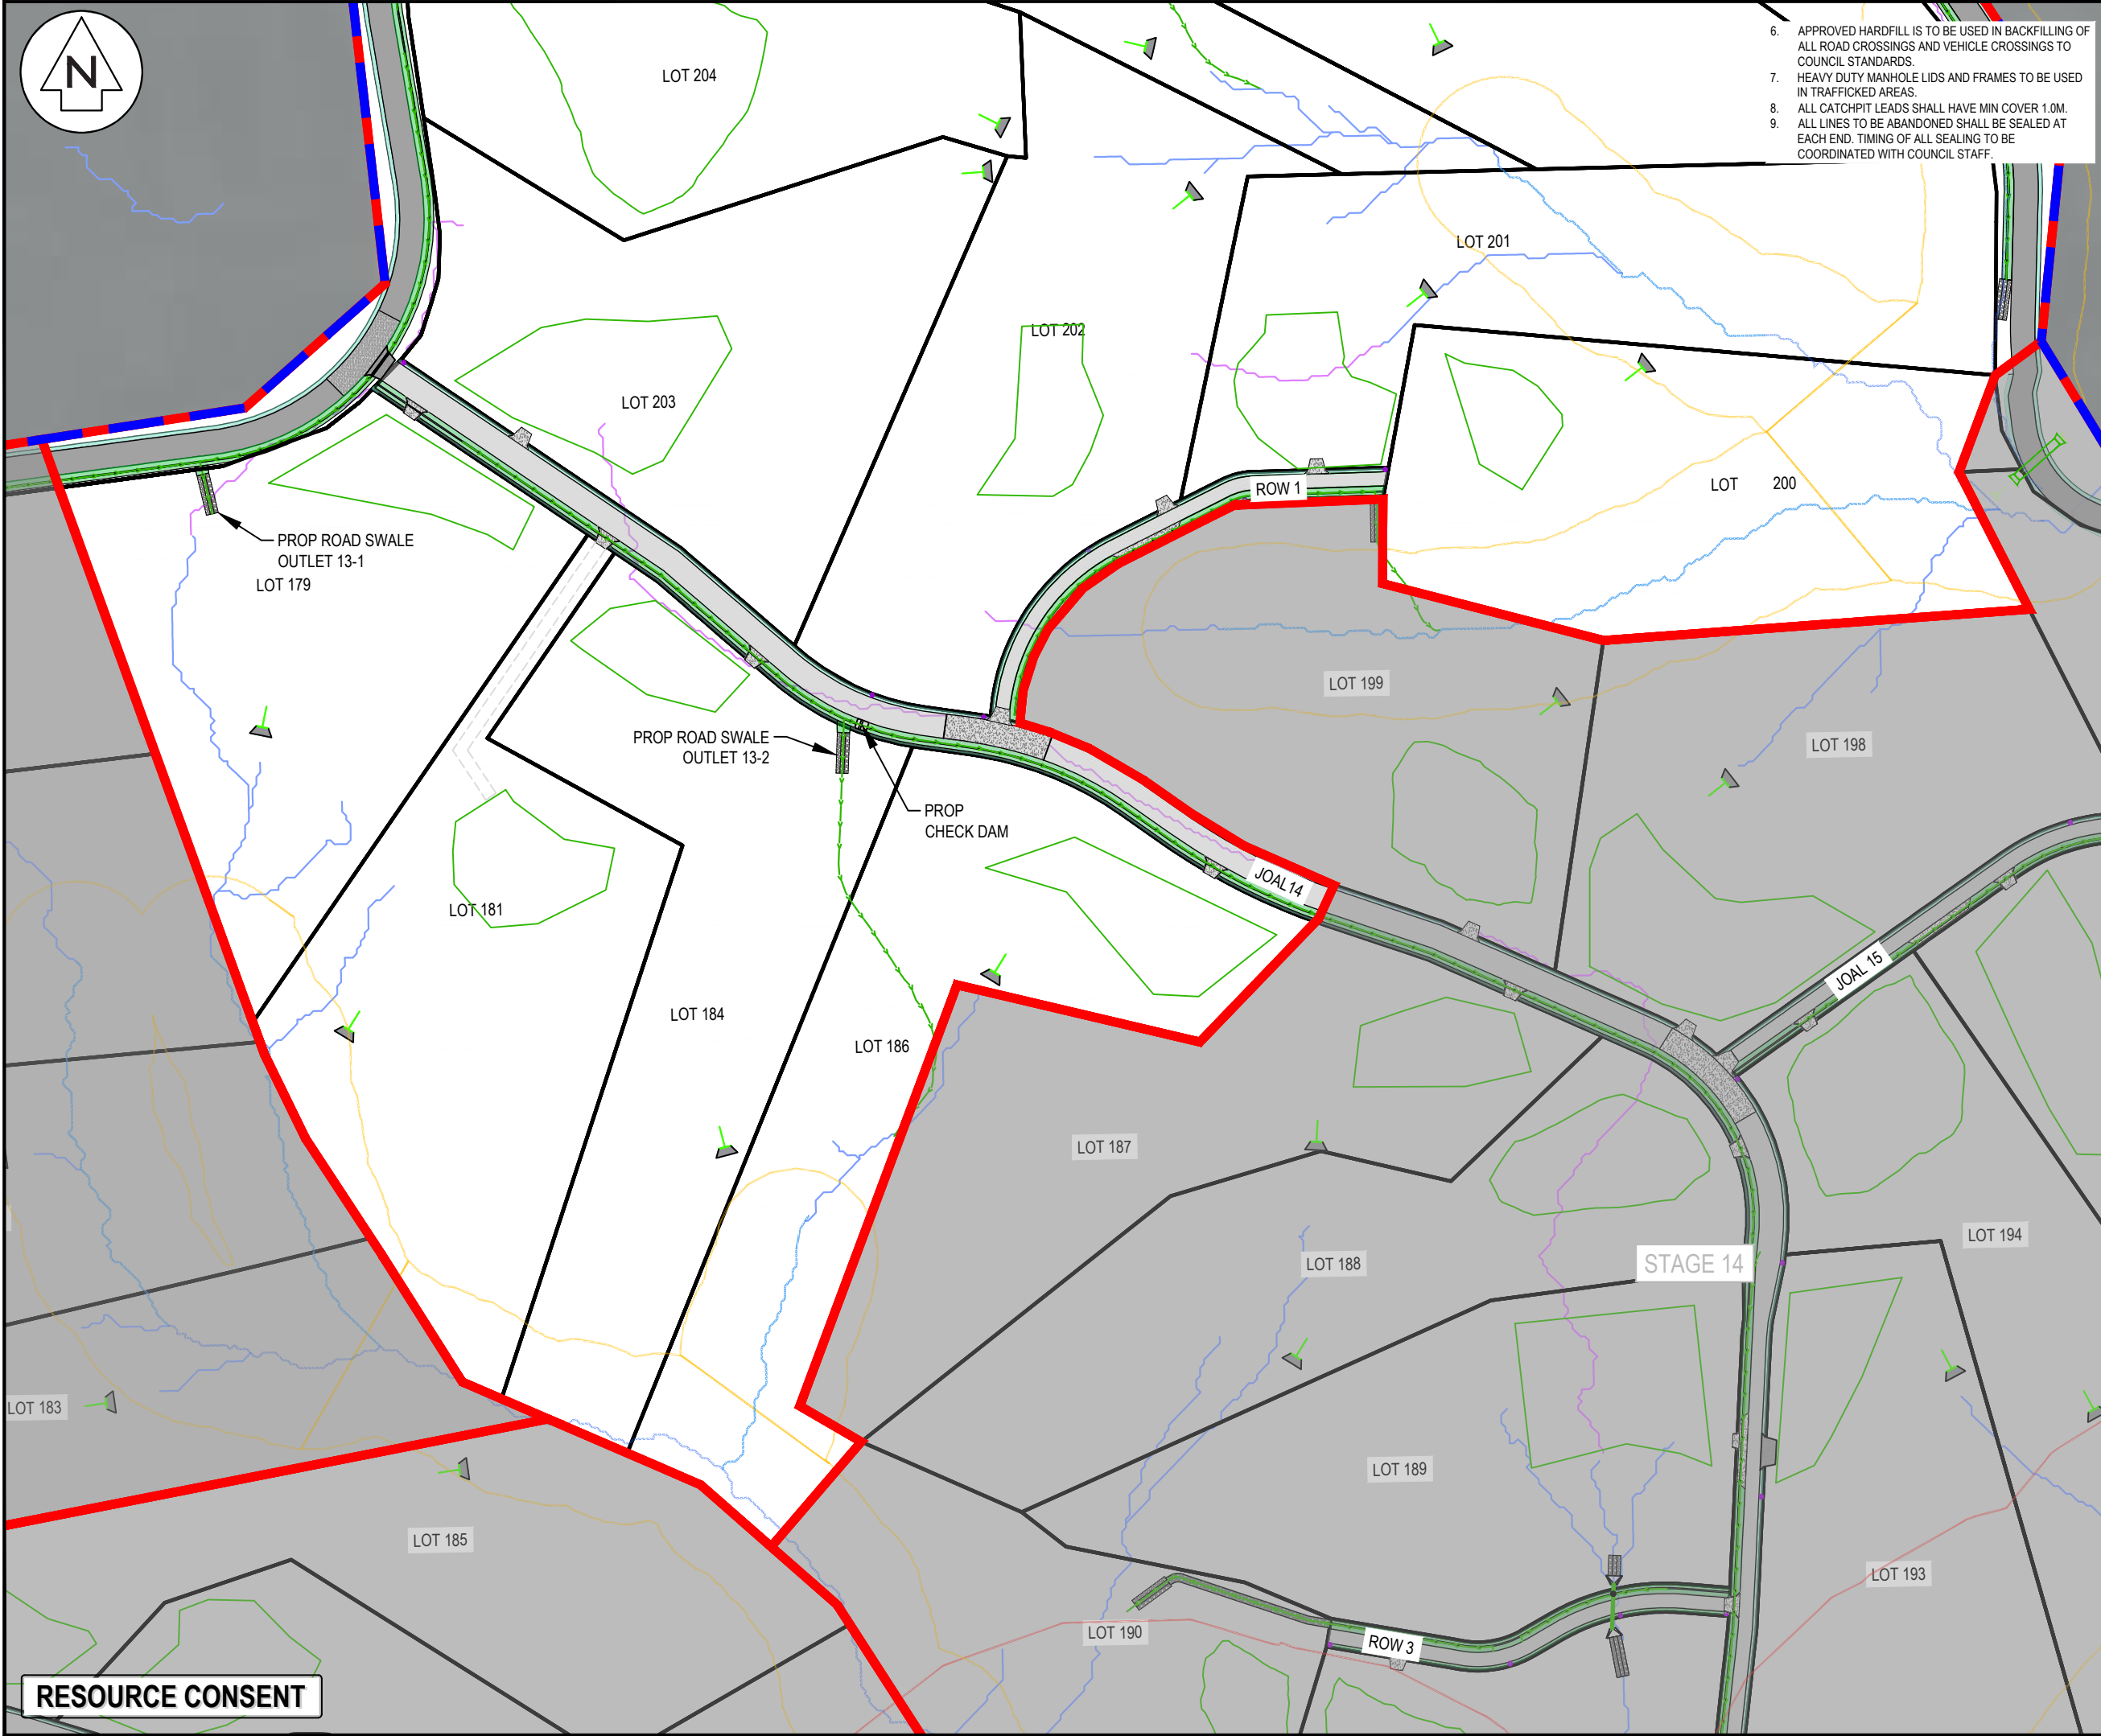 N
6. APPROVED HARDFILL IS TO BE USED IN BACKFILLING OF
ALL ROAD CROSSINGS AND VEHICLE CROSSINGS TO
COUNCIL STANDARDS.
7. HEAVY DUTY MANHOLE LIDS AND FRAMES TO BE USED
IN TRAFFICKED AREAS.
8. ALL CATCHPIT LEADS SHALL HAVE MIN COVER 1.0M.
9. ALL LINES TO BE ABANDONED SHALL BE SEALED AT
EACH END. TIMING OF ALL SEALING TO BE
COORDINATED WITH COUNCIL STAFF.
LOT 204
LOT 201
LOT 202
LOT 203
LOT 200
ROW 1
PROP ROAD SWALE
OUTLET 13-1
LOT 179
LOT 199
PROP ROAD SWALE
OUTLET 13-2
LOT 198
PROP
CHECK DAM
JOAL14
LOT 181
JOAL 15
LOT 184
LOT 186
LOT 187
LOT 194
LOT 188
STAGE 14
LOT 183
LOT 189
LOT 185
LOT 193
LOT 190
ROW 3
RESOURCE CONSENT